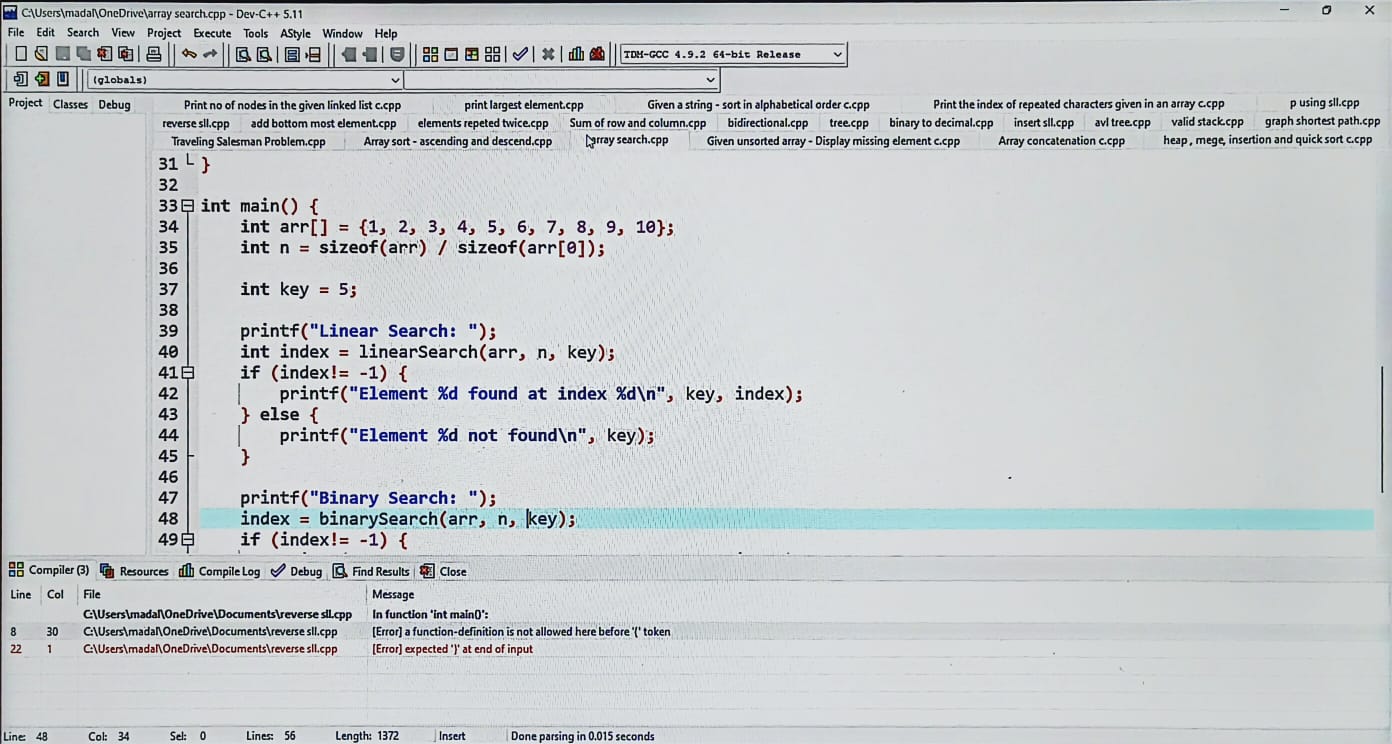 C:\Users\madal\OneDrive\array search.cpp - Dev-C++ 5.11
File Edit Search View Project Execute Tools AStyle Window Help
TDM-GCC 4.9.2 64-bit Release
(globals)
Project Classes Debug
Print no of nodes in the given linked list c.cpp print largest element.cpp Given a string - sort in alphabetical order c.cpp Print the index of repeated characters given in an array c.cpp p using sll.cpp
reverse sll.cpp add bottom most element.cpp elements repeted twice.cpp Sum of row and column.cpp bidirectional.cpp tree.cpp binary to decimal.cpp insert sll.cpp avl tree.cpp valid stack.cpp graph shortest path.cpp
Traveling Salesman Problem.cpp Array sort - ascending and descend.cpp array search.cpp Given unsorted array - Display missing element c.cpp Array concatenation c.cpp heap , mege, insertion and quick sort c.cpp
31 }
32
33 int main() {
34 int arr[] = {1, 2, 3, 4, 5, 6, 7, 8, 9, 10};
35 int n = sizeof(arr) / sizeof(arr[0]);
36
37 int key = 5;
38
39 printf("Linear Search: ");
40 int index = linearSearch(arr, n, key);
41 if (index!= -1) {
42 printf("Element %d found at index %d\n", key, index);
43 } else {
44 printf("Element %d not found\n", key);
45 }
46
47 printf("Binary Search: ");
48 index = binarySearch(arr, n, key);
49 if (index!= -1) {
Compiler (3) Resources Compile Log Debug Find Results Close
Line Col File Message
C:\Users\madal\OneDrive\Documents\reverse sll.cpp In function 'int main()':
8 30 C:\Users\madal\OneDrive\Documents\reverse sll.cpp [Error] a function-definition is not allowed here before '{' token
22 1 C:\Users\madal\OneDrive\Documents\reverse sll.cpp [Error] expected '}' at end of input
Line: 48 Col: 34 Sel: 0 Lines: 56 Length: 1372 Insert Done parsing in 0.015 seconds